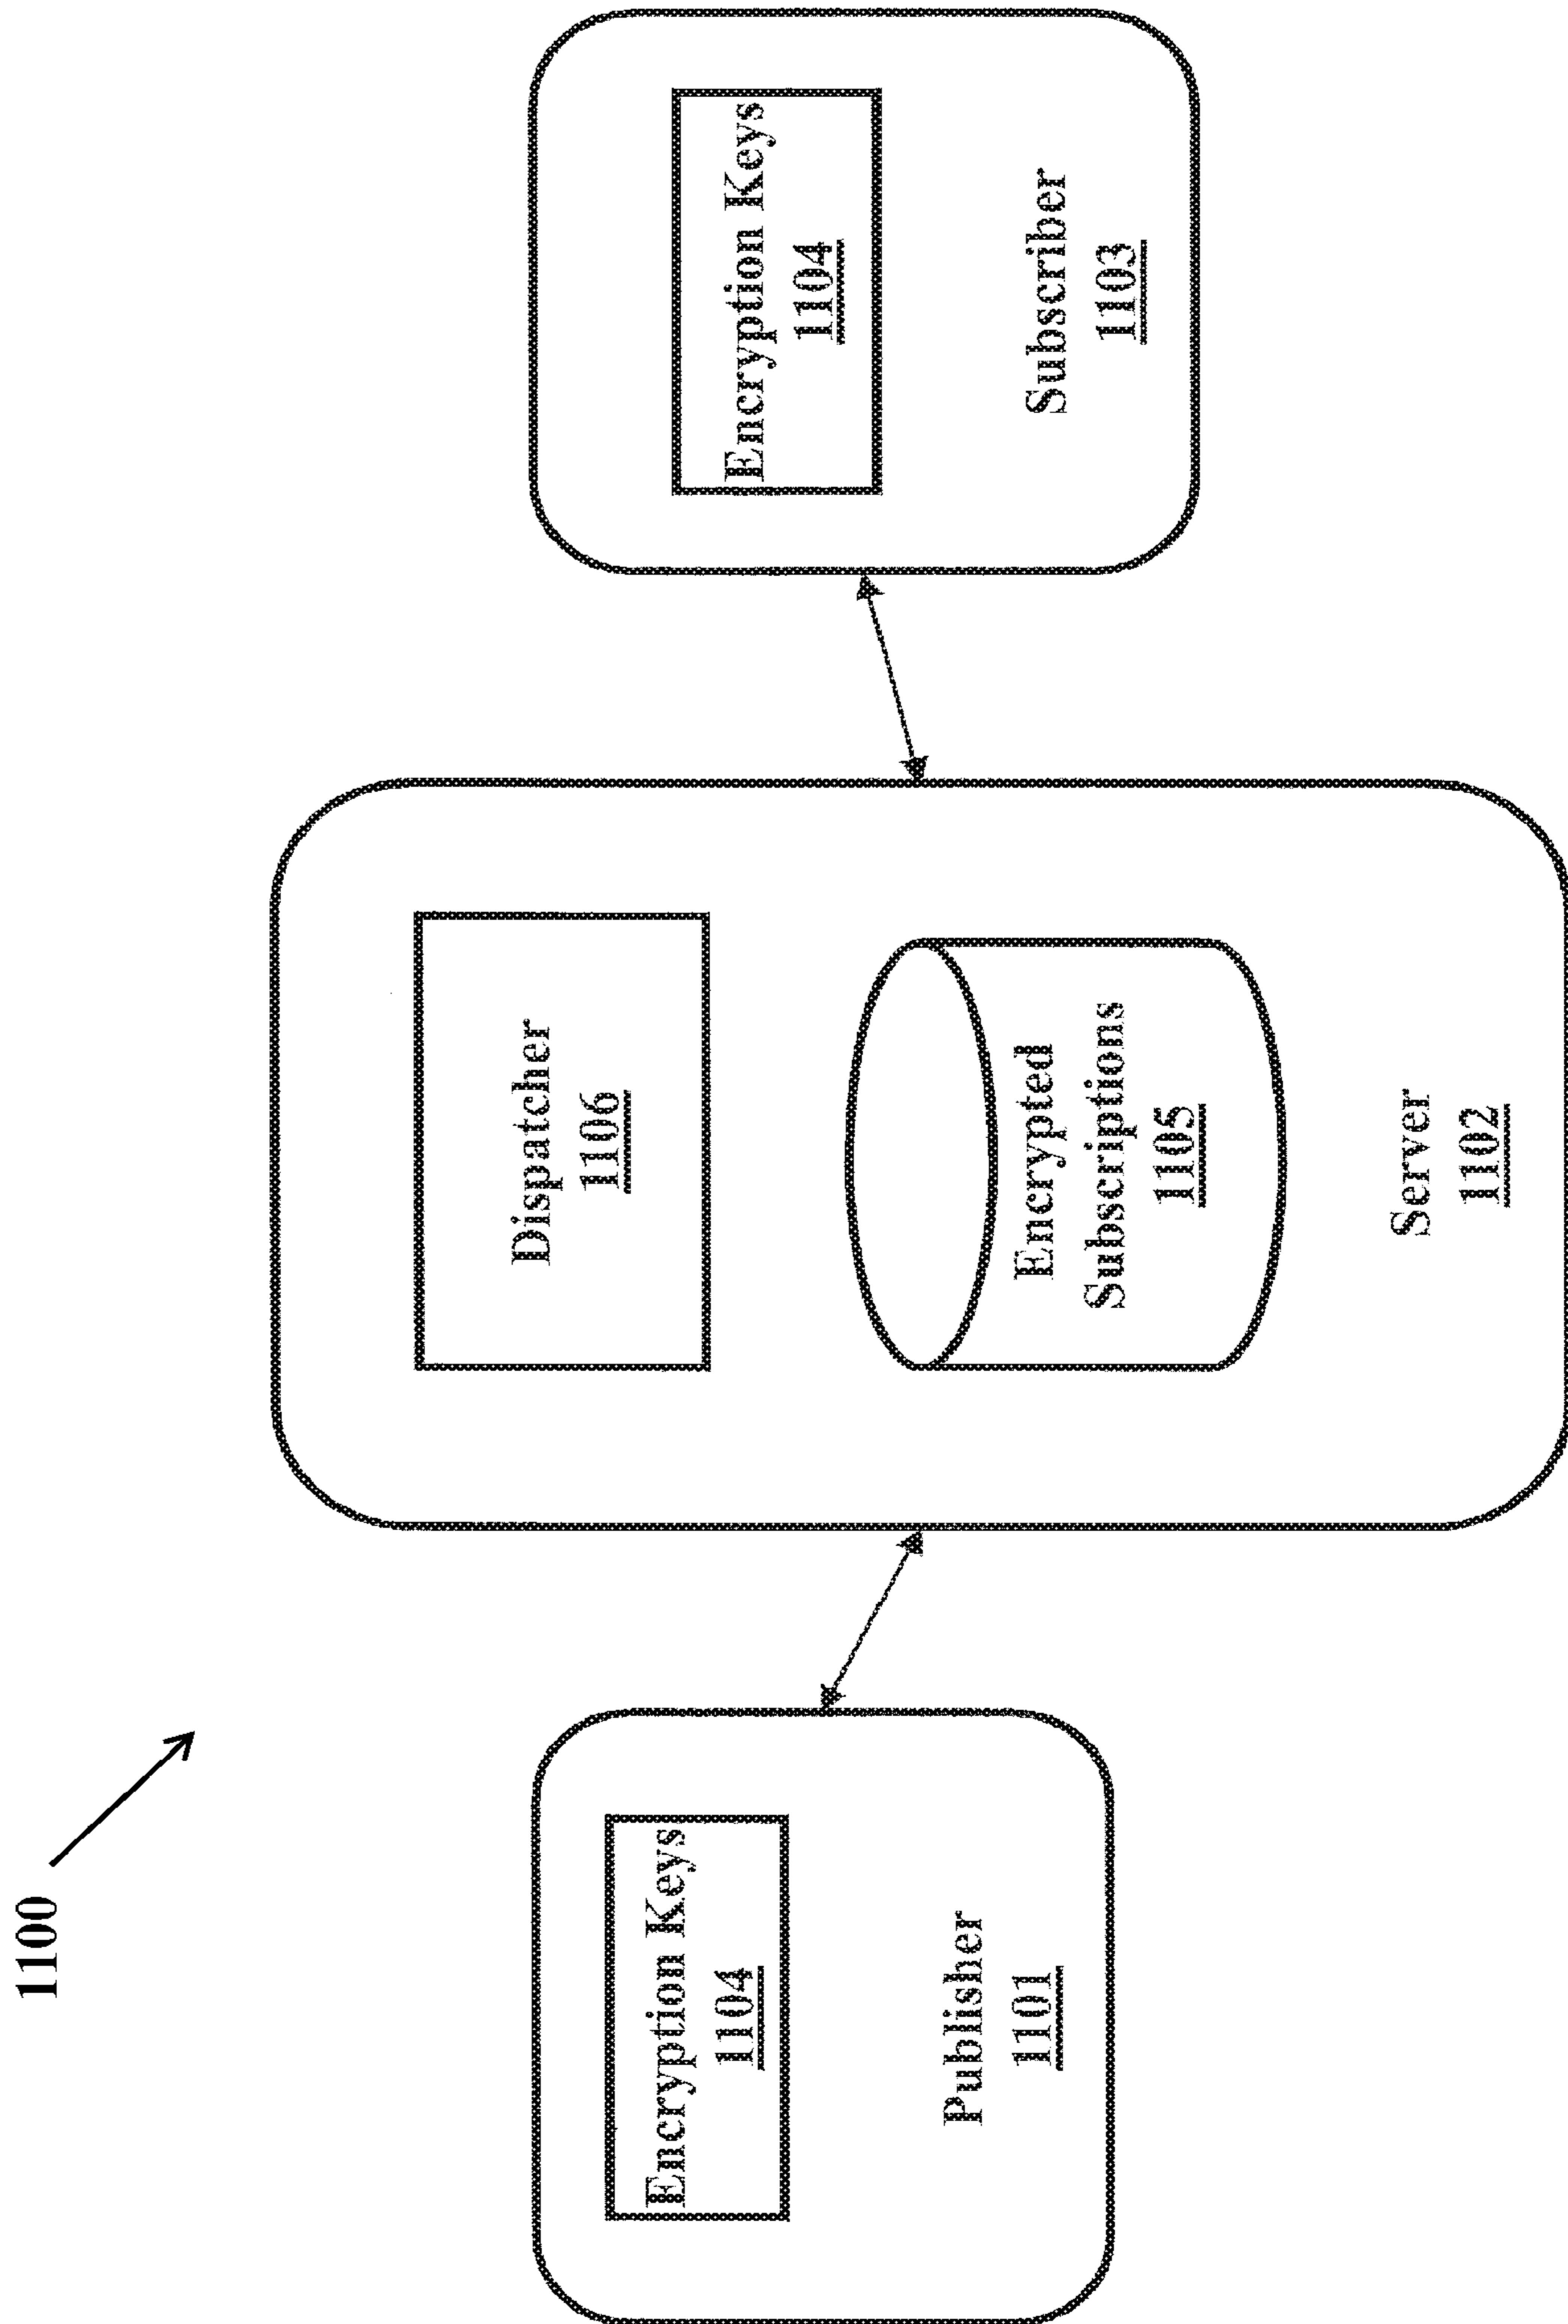 1100
Encryption Keys
1104
Publisher
1101
Dispatcher
1106
Encrypted
Subscriptions
1105
Server
1102
Encryption Keys
1104
Subscriber
1103